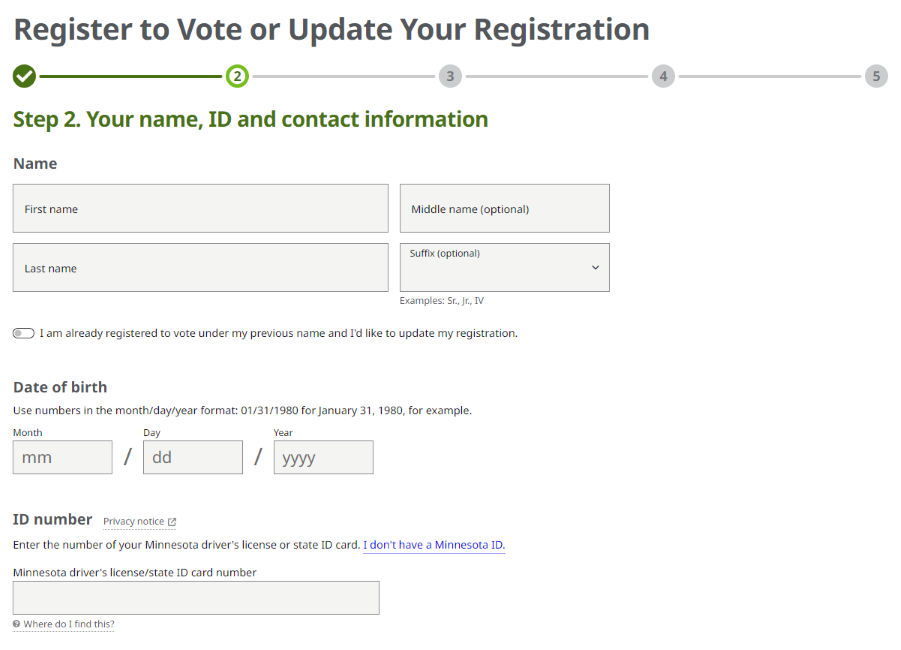 Register to Vote or Update Your Registration
2 3 4 5
Step 2. Your name, ID and contact information
Name
First name
Middle name (optional)
Last name
Suffix (optional)
Examples: Sr., Jr., IV
I am already registered to vote under my previous name and I'd like to update my registration.
Date of birth
Use numbers in the month/day/year format: 01/31/1980 for January 31, 1980, for example.
Month Day Year
mm / dd / yyyy
ID number Privacy notice
Enter the number of your Minnesota driver's license or state ID card. I don't have a Minnesota ID.
Minnesota driver's license/state ID card number
Where do I find this?